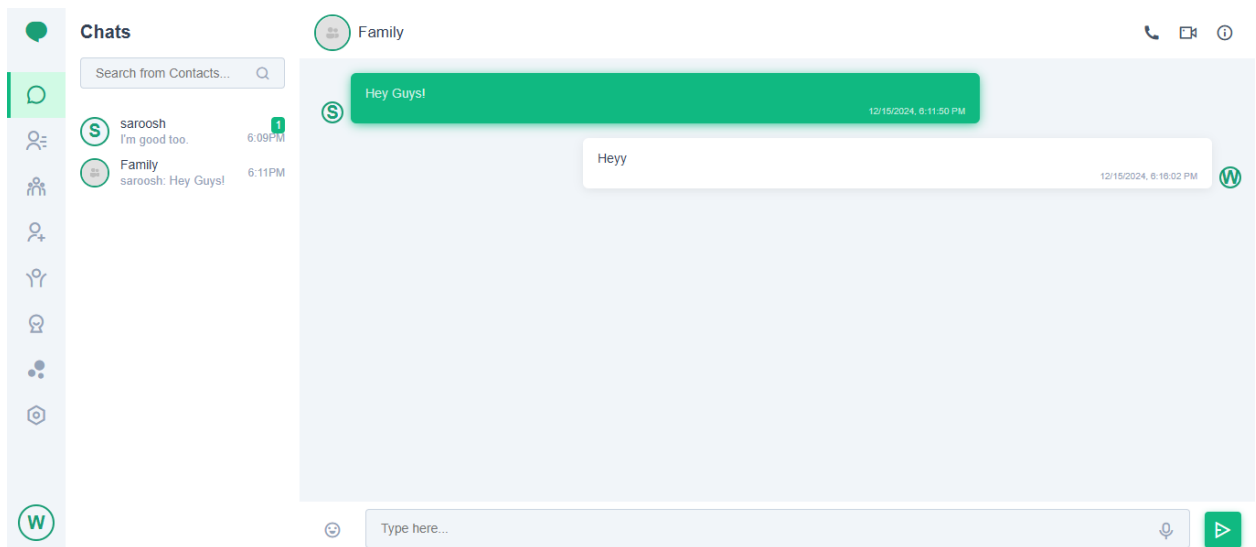 Chats
Search from Contacts...
S
saroosh
1
I'm good too.
6:09PM
Family
saroosh: Hey Guys!
6:11PM
W
Family
Hey Guys!
12/15/2024, 6:11:50 PM
S
Heyy
12/15/2024, 6:16:02 PM
W
Type here...